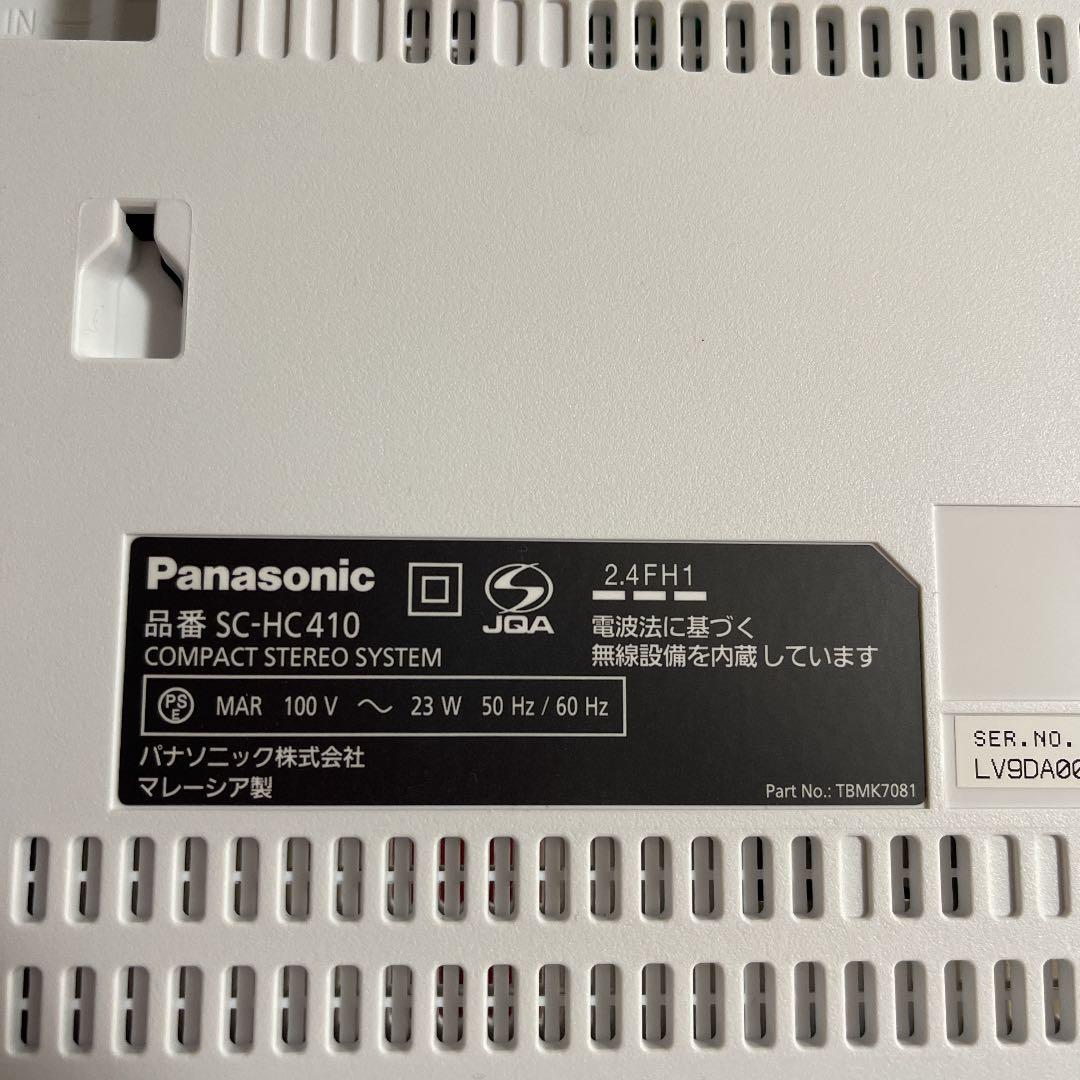 IN
Panasonic
品番 SC-HC410
COMPACT STEREO SYSTEM
JQA
2.4FH1
電波法に基づく
無線設備を内蔵しています
PS
E
MAR 100 V ～ 23 W 50 Hz / 60 Hz
パナソニック株式会社
マレーシア製
Part No.: TBMK7081
SER.NO.
LV9DA00